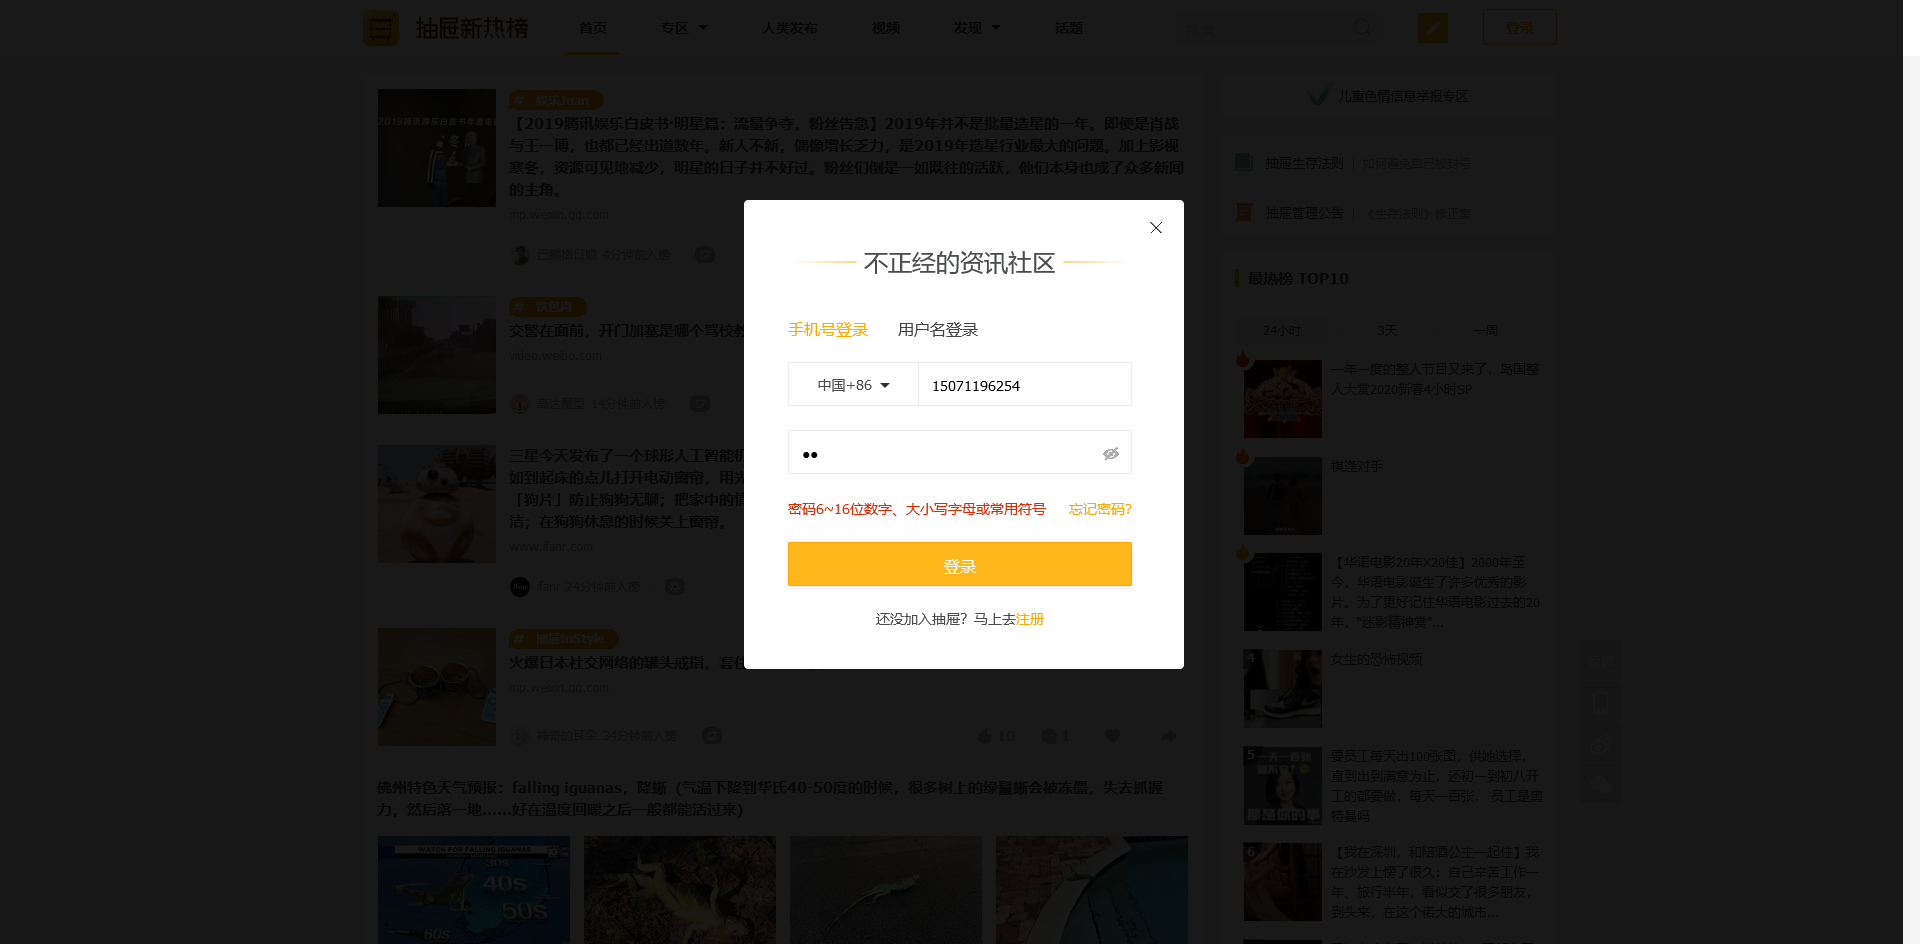 抽屉新热榜
首页
专区
人类发布
视频
发现
话题
登录
# 娱乐Juan
【2019腾讯娱乐白皮书·明星篇：流量争夺，粉丝告急】2019年并不是批量造星的一年。即便是肖战
与王一博，也都已经出道数年。新人不新，偶像增长乏力，是2019年造星行业最大的问题。加上影视
寒冬，资源可见地减少，明星的日子并不好过。粉丝们倒是一如既往的活跃，他们本身也成了众多新闻
的主角。
mp.weixin.qq.com
4分钟前入榜
交警在面前，开门加塞是哪个驾校教
video.weibo.com
14分钟前入榜
三星今天发布了一个球形人工智能机
如到起床的点儿打开电动窗帘，用光
「狗片」防止狗狗无聊；把家中的情
洁；在狗狗休息的时候关上窗帘。
www.ifanr.com
ifanr 24分钟前入榜
# 抽屉InStyle
火爆日本社交网络的罐头戒指，套住
mp.weixin.qq.com
神奇的耳朵 34分钟前入榜
10
1
佛州特色天气预报：falling iguanas，降蜥（气温下降到华氏40-50度的时候，很多树上的绿鬣蜥会被冻僵，失去抓握
力，然后落一地……好在温度回暖之后一般都能活过来）
WATCH FOR FALLING IGUANAS
30s
40s
50s
60s
不正经的资讯社区
手机号登录
用户名登录
中国+86
15071196254
密码6~16位数字、大小写字母或常用符号
忘记密码?
登录
还没加入抽屉？马上去注册
儿童色情信息举报专区
抽屉生存法则 | 如何避免自己被封号
抽屉管理公告 | 《生存法则》修正案
最热榜 TOP10
24小时
3天
一周
一年一度的整人节目又来了，岛国整
人大赏2020新春4小时SP
棋逢对手
【华语电影20年X20佳】2000年至
今，华语电影诞生了许多优秀的影
片。为了更好记住华语电影过去的20
年，“迷影精神赏”...
4
女生的恐怖视频
5
要员工每天出100张图，供她选择，
直到出到满意为止，还初一到初八开
工的都要做，每天一百张， 员工是奥
特曼吗
6
【我在深圳，和陪酒公主一起住】我
在沙发上愣了很久：自己辛苦工作一
年、旅行半年，看似交了很多朋友，
到头来，在这个偌大的城市...